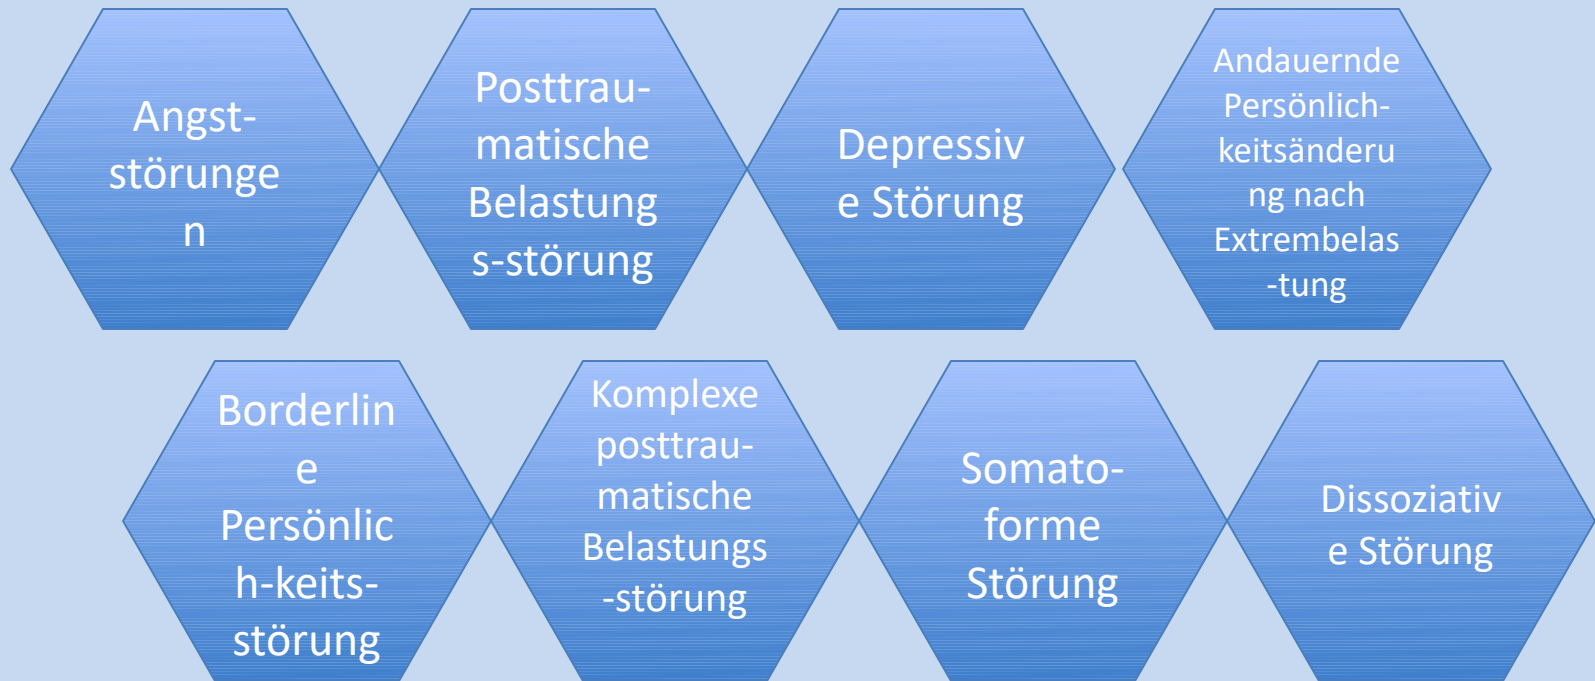 Angst-
störunge
n
Posttrau-
matische
Belastung
s-störung
Depressiv
e Störung
Andauernde
Persönlich-
keitsänderu
ng nach
Extrembelas
-tung
Borderlin
e
Persönlic
h-keits-
störung
Komplexe
posttrau-
matische
Belastungs
-störung
Somato-
forme
Störung
Dissoziativ
e Störung